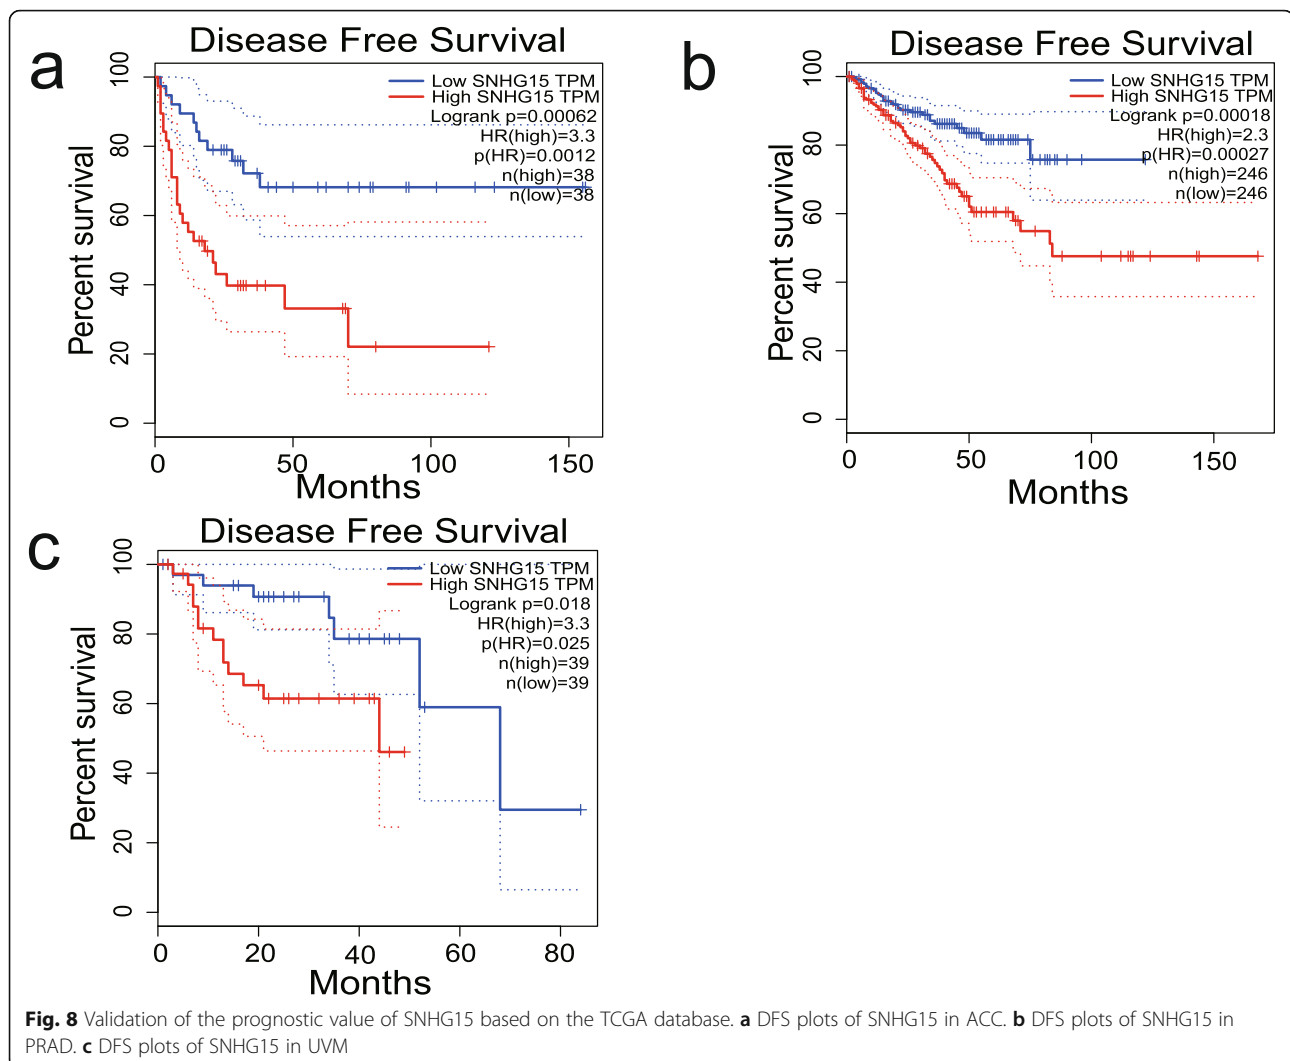 a
Disease Free Survival
Low SNHG15 TPM
High SNHG15 TPM
Logrank p=0.00062
HR(high)=3.3
p(HR)=0.0012
n(high)=38
n(low)=38
Percent survival
0 20 40 60 80 100
0 50 100 150
Months
b
Disease Free Survival
Low SNHG15 TPM
High SNHG15 TPM
Logrank p=0.00018
HR(high)=2.3
p(HR)=0.00027
n(high)=246
n(low)=246
Percent survival
0 20 40 60 80 100
0 50 100 150
Months
c
Disease Free Survival
Low SNHG15 TPM
High SNHG15 TPM
Logrank p=0.018
HR(high)=3.3
p(HR)=0.025
n(high)=39
n(low)=39
Percent survival
0 20 40 60 80 100
0 20 40 60 80
Months
Fig. 8 Validation of the prognostic value of SNHG15 based on the TCGA database. a DFS plots of SNHG15 in ACC. b DFS plots of SNHG15 in
PRAD. c DFS plots of SNHG15 in UVM